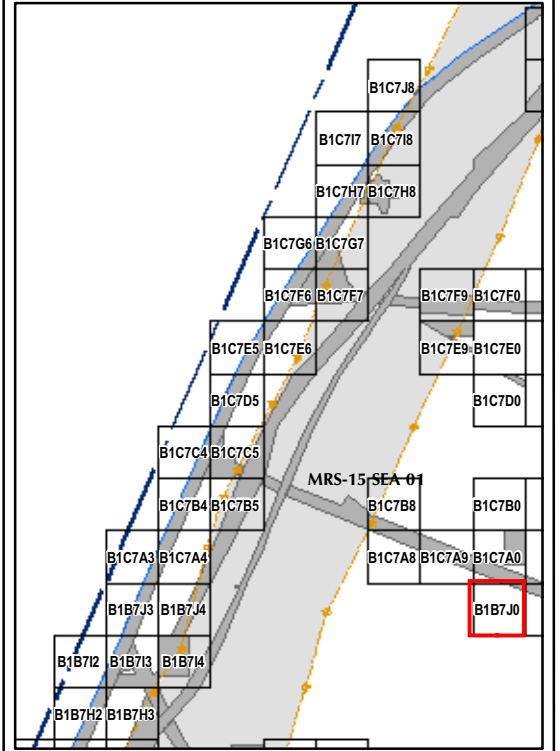 B1C7J8
B1C7I7 B1C7I8
B1C7H7 B1C7H8
B1C7G6 B1C7G7
B1C7F6 B1C7F7 B1C7F9 B1C7F0
B1C7E5 B1C7E6 B1C7E9 B1C7E0
B1C7D5 B1C7D0
B1C7C4 B1C7C5
MRS-15 SEA 01
B1C7B4 B1C7B5 B1C7B8 B1C7B0
B1C7A3 B1C7A4 B1C7A8 B1C7A9 B1C7A0
B1B7J3 B1B7J4 B1B7J0
B1B7I2 B1B7I3 B1B7I4
B1B7H2 B1B7H3